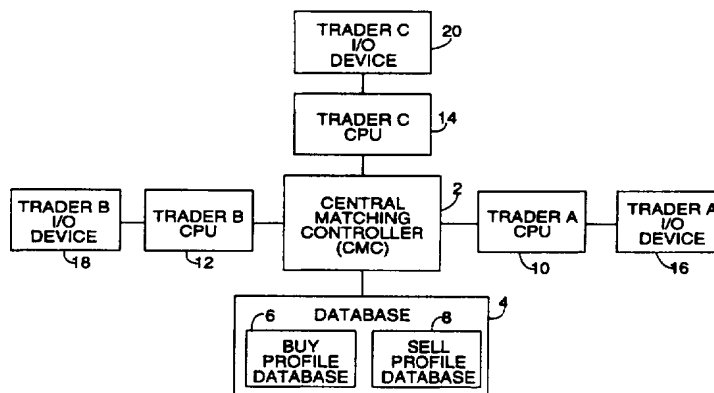 TRADER C
I/O
DEVICE
20
TRADER C
CPU
14
TRADER B
I/O
DEVICE
18
TRADER B
CPU
12
CENTRAL
MATCHING
CONTROLLER
(CMC)
2
TRADER A
CPU
10
TRADER A
I/O
DEVICE
16
DATABASE
4
6
BUY
PROFILE
DATABASE
8
SELL
PROFILE
DATABASE